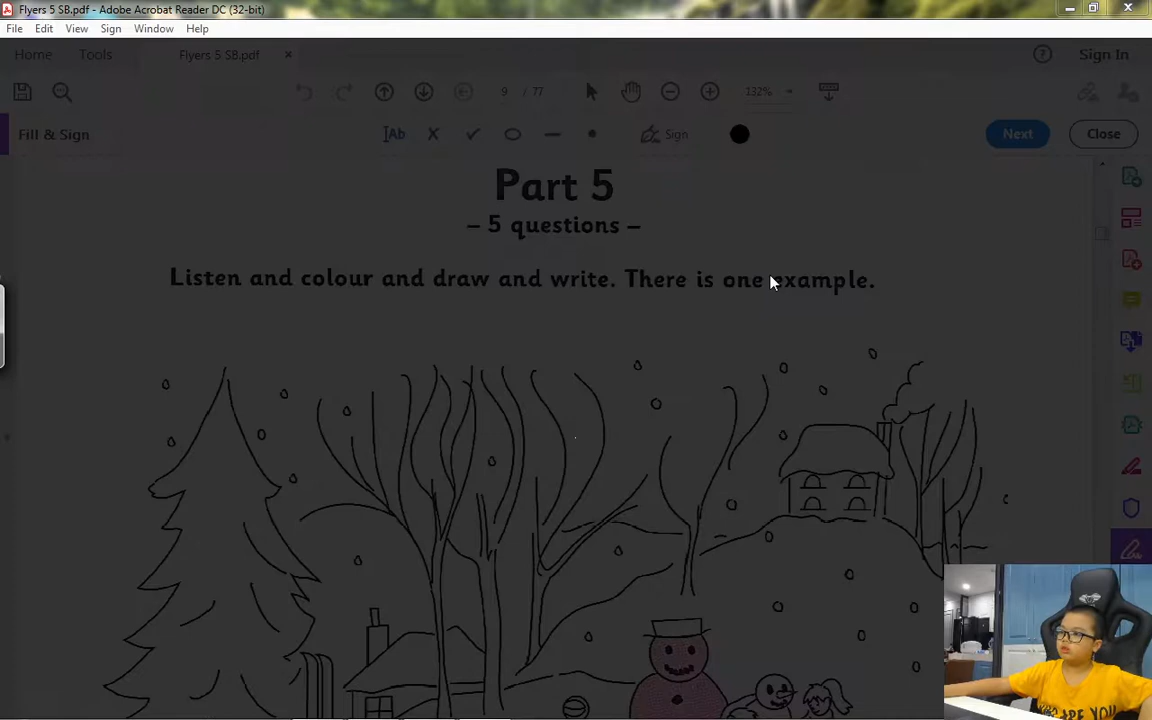 Flyers 5 SB.pdf - Adobe Acrobat Reader DC (32-bit)
File Edit View Sign Window Help
Home Tools Flyers 5 SB.pdf × ? Sign In
9 / 77 132%
Fill & Sign IAb Sign Next Close
Part 5
– 5 questions –
Listen and colour and draw and write. There is one example.